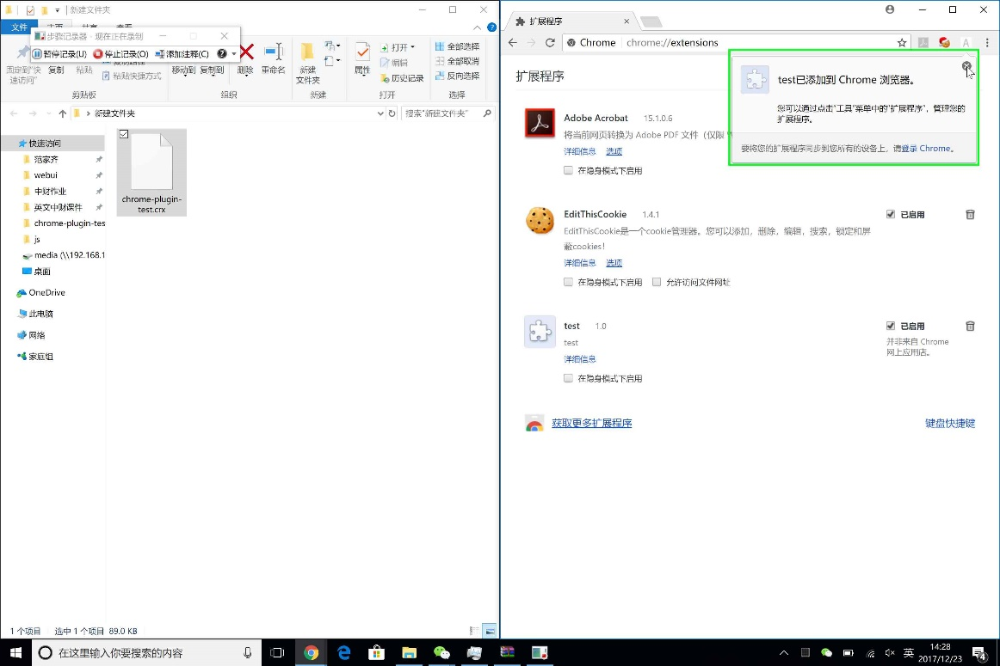 新建文件夹
文件
步骤记录器 - 现在正在录制
暂停记录(U)
停止记录(O)
添加注释(C)
固定到"快
速访问"
复制
粘贴
粘贴快捷方式
剪贴板
移动到
复制到
删除
重命名
组织
新建
文件夹
新建
属性
打开
编辑
历史记录
打开
全部选择
全部取消
反向选择
选择
新建文件夹
搜索"新建文件夹"
快速访问
范家齐
webui
中财作业
英文中财课件
chrome-plugin-tes
js
media (\\192.168.1
桌面
OneDrive
此电脑
网络
家庭组
chrome-plugin-
test.crx
1 个项目
选中 1 个项目 89.0 KB
扩展程序
Chrome
chrome://extensions
扩展程序
test已添加到 Chrome 浏览器。
您可以通过点击"工具"菜单中的"扩展程序"，管理您的
扩展程序。
要将您的扩展程序同步到您所有的设备上，请登录 Chrome。
Adobe Acrobat 15.1.0.6
将当前网页转换为 Adobe PDF 文件（仅限
详细信息 选项
在隐身模式下启用
EditThisCookie 1.4.1
已启用
EditThisCookie是一个cookie管理器。您可以添加，删除，编辑，搜索，锁定和屏
蔽cookies！
详细信息 选项
在隐身模式下启用 允许访问文件网址
test 1.0
已启用
test
并非来自 Chrome
网上应用店。
详细信息
在隐身模式下启用
获取更多扩展程序
键盘快捷键
在这里输入你要搜索的内容
英
14:28
2017/12/23
4